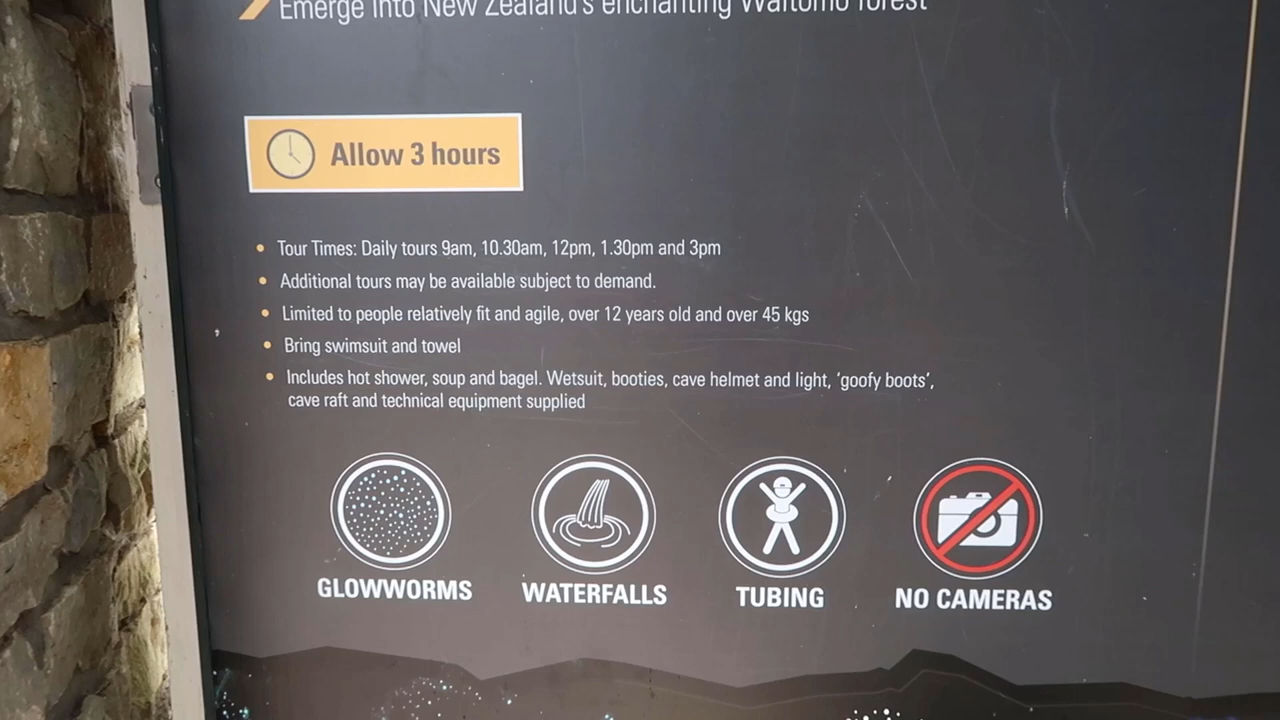 Emerge into New Zealand's enchanting Waitomo forest
Allow 3 hours
• Tour Times: Daily tours 9am, 10.30am, 12pm, 1.30pm and 3pm
• Additional tours may be available subject to demand.
• Limited to people relatively fit and agile, over 12 years old and over 45 kgs
• Bring swimsuit and towel
• Includes hot shower, soup and bagel. Wetsuit, booties, cave helmet and light, 'goofy boots',
cave raft and technical equipment supplied
GLOWWORMS WATERFALLS TUBING NO CAMERAS